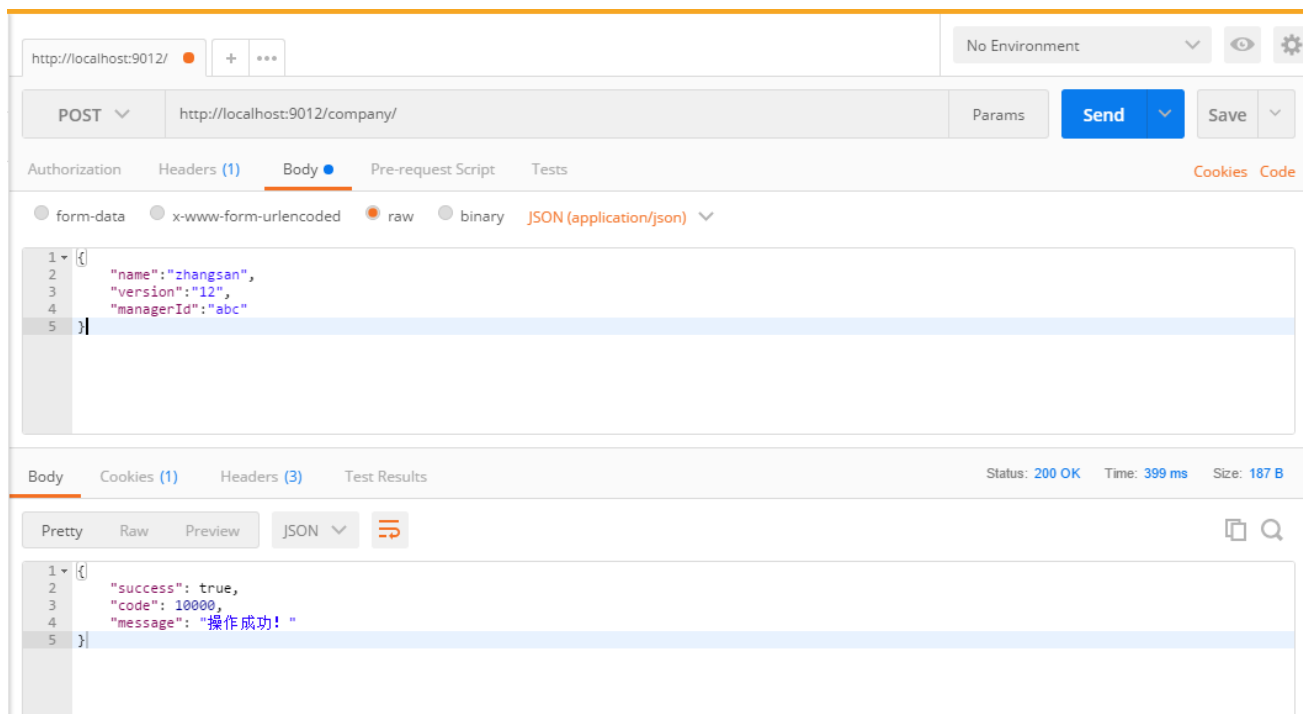 http://localhost:9012/
+
•••
No Environment
POST
http://localhost:9012/company/
Params
Send
Save
Authorization
Headers (1)
Body
Pre-request Script
Tests
Cookies
Code
form-data
x-www-form-urlencoded
raw
binary
JSON (application/json)
1 {
2 "name":"zhangsan",
3 "version":"12",
4 "managerId":"abc"
5 }
Body
Cookies (1)
Headers (3)
Test Results
Status: 200 OK
Time: 399 ms
Size: 187 B
Pretty
Raw
Preview
JSON
1 {
2 "success": true,
3 "code": 10000,
4 "message": "操作成功！"
5 }